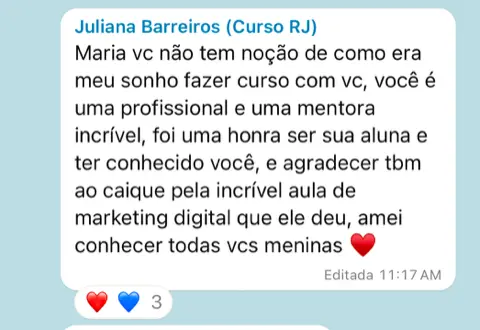 Juliana Barreiros (Curso RJ)
Maria vc não tem noção de como era
meu sonho fazer curso com vc, você é
uma profissional e uma mentora
incrível, foi uma honra ser sua aluna e
ter conhecido você, e agradecer tbm
ao caique pela incrível aula de
marketing digital que ele deu, amei
conhecer todas vcs meninas ♥️
Editada 11:17 AM
❤️ 💙 3